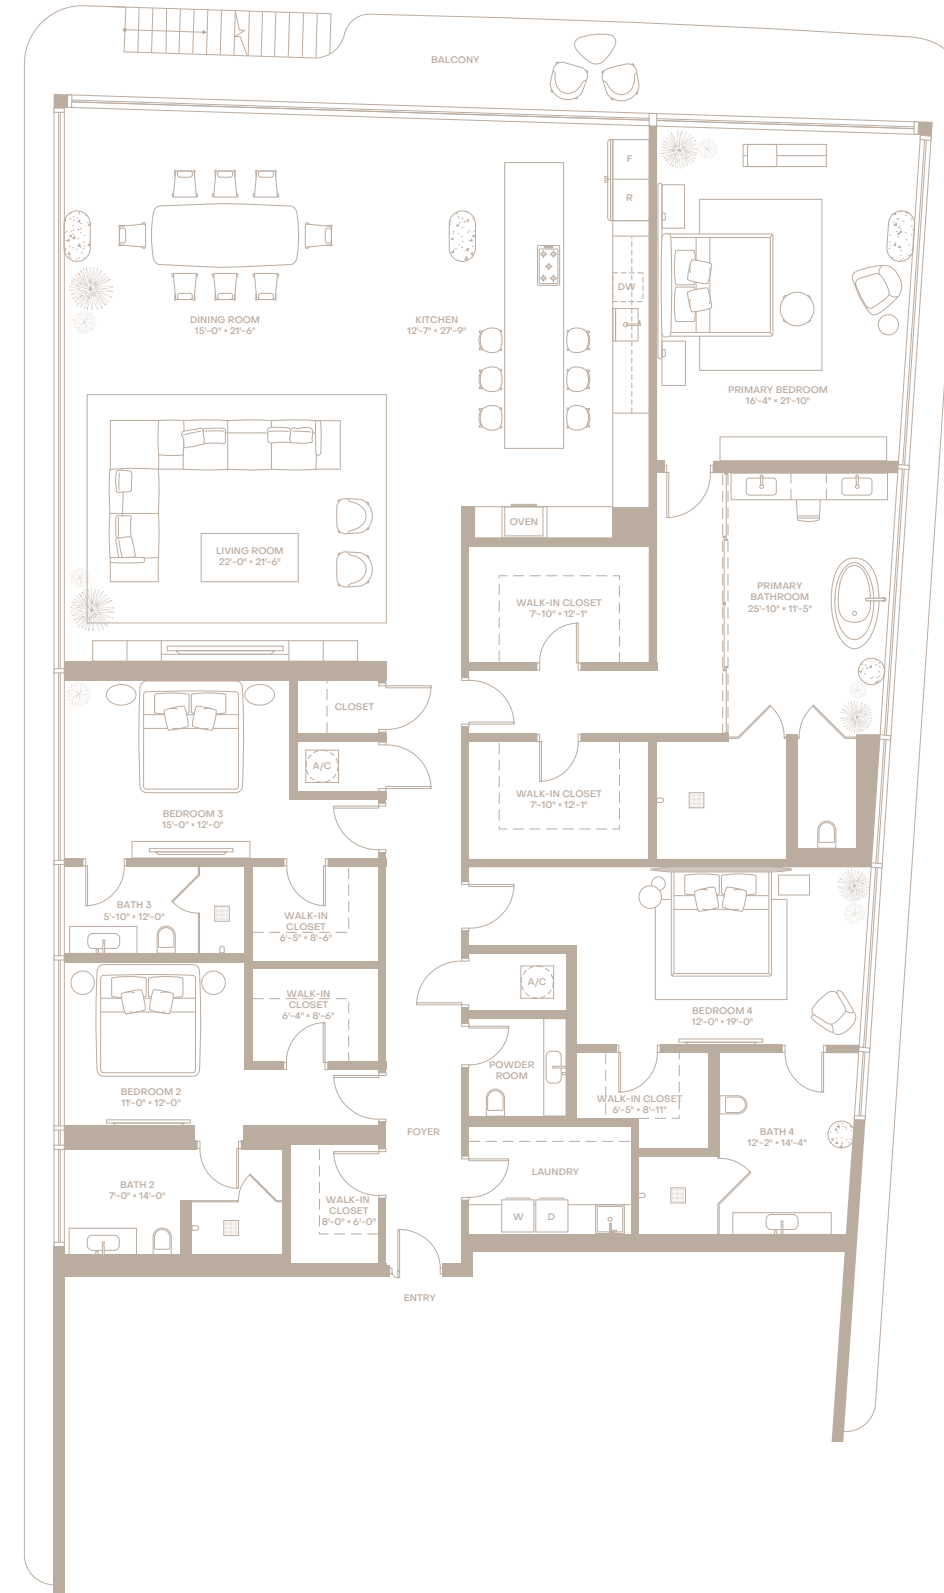 BALCONY
F
R
DW
DINING ROOM
15'-0" × 21'-6"
KITCHEN
12'-7" × 27'-9"
PRIMARY BEDROOM
16'-4" × 21'-10"
OVEN
LIVING ROOM
22'-0" × 21'-6"
PRIMARY
BATHROOM
25'-10" × 11'-5"
WALK-IN CLOSET
7'-10" × 12'-1"
CLOSET
A/C
WALK-IN CLOSET
7'-10" × 12'-1"
BEDROOM 3
15'-0" × 12'-0"
BATH 3
5'-10" × 12'-0"
WALK-IN
CLOSET
6'-5" × 8'-6"
A/C
WALK-IN
CLOSET
6'-4" × 8'-6"
BEDROOM 4
12'-0" × 19'-0"
POWDER
ROOM
BEDROOM 2
11'-0" × 12'-0"
WALK-IN CLOSET
6'-5" × 8'-11"
FOYER
BATH 4
12'-2" × 14'-4"
LAUNDRY
BATH 2
7'-0" × 14'-0"
WALK-IN
CLOSET
8'-0" × 6'-0"
W
D
ENTRY